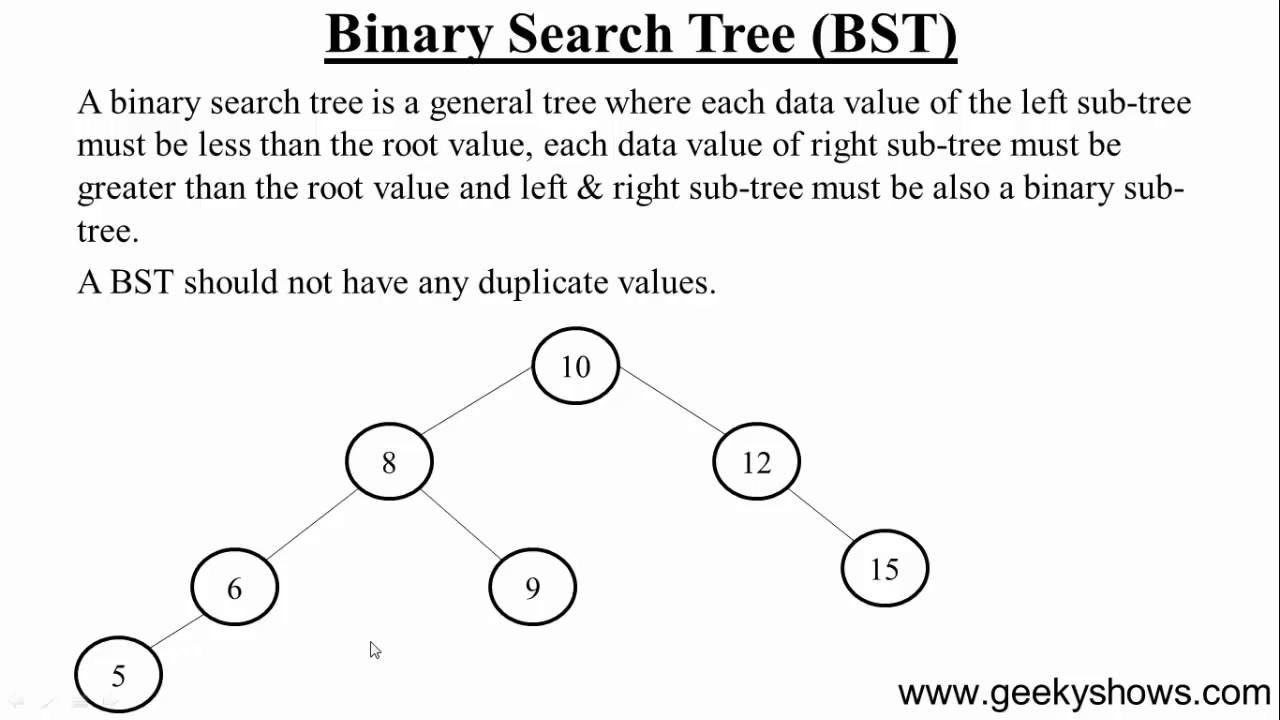 Binary Search Tree (BST)
A binary search tree is a general tree where each data value of the left sub-tree
must be less than the root value, each data value of right sub-tree must be
greater than the root value and left & right sub-tree must be also a binary sub-
tree.
A BST should not have any duplicate values.
10
8
12
15
6
9
5
www.geekyshows.com